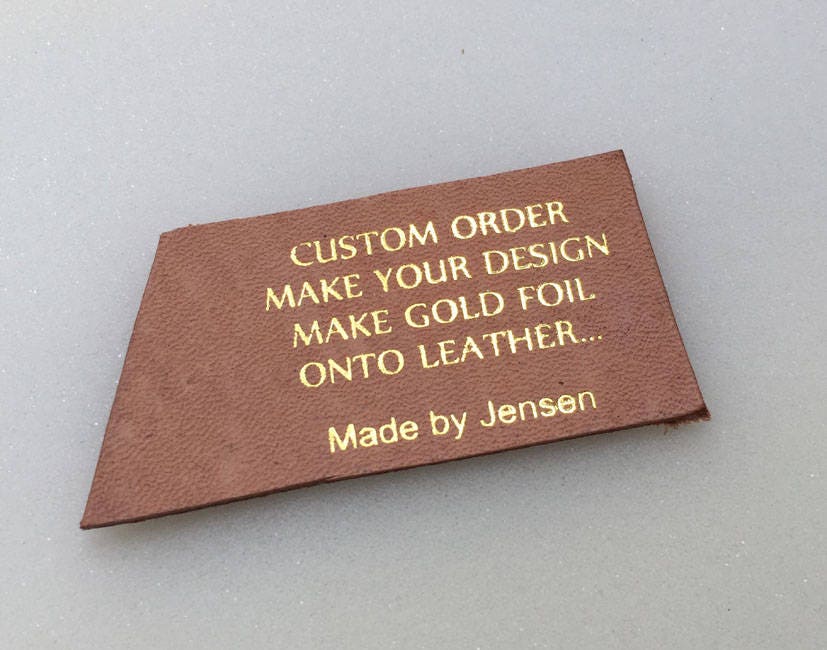 CUSTOM ORDER
MAKE YOUR DESIGN
MAKE GOLD FOIL
ONTO LEATHER...
Made by Jensen